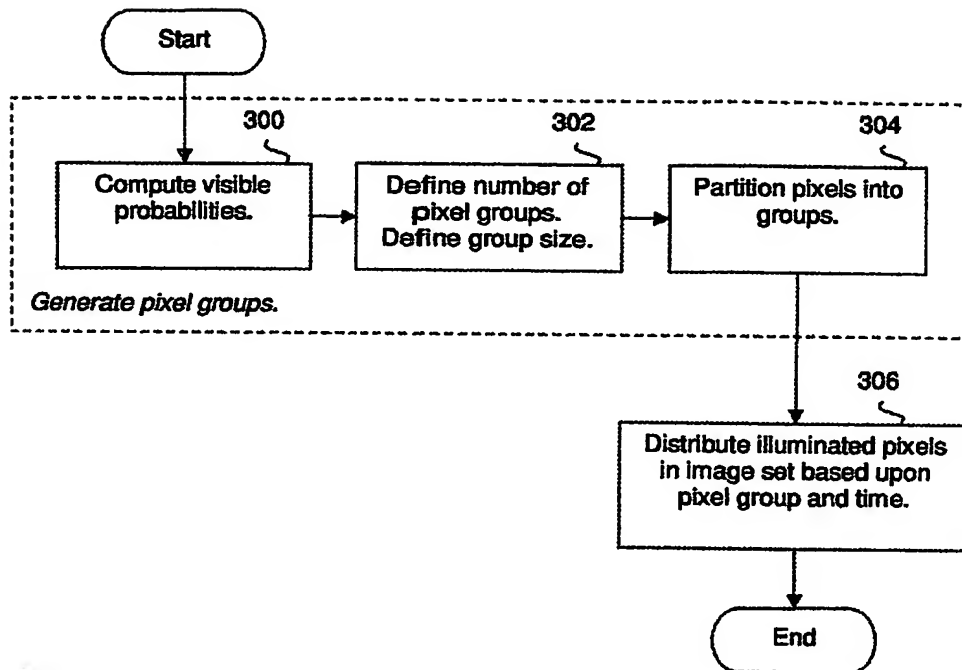 Start
300
Compute visible
probabilities.
302
Define number of
pixel groups.
Define group size.
304
Partition pixels into
groups.
Generate pixel groups.
306
Distribute illuminated pixels
in image set based upon
pixel group and time.
End